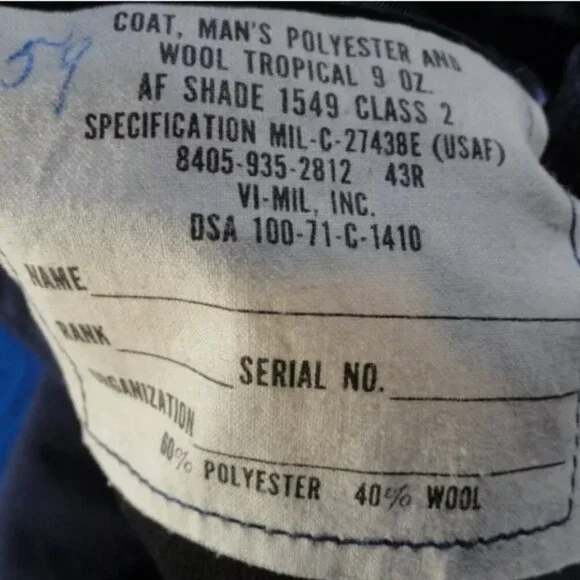 59
COAT, MAN'S POLYESTER AND
WOOL TROPICAL 9 OZ.
AF SHADE 1549 CLASS 2
SPECIFICATION MIL-C-27438E (USAF)
8405-935-2812 43R
VI-MIL, INC.
DSA 100-71-C-1410
NAME
RANK SERIAL NO.
ORGANIZATION
60% POLYESTER 40% WOOL